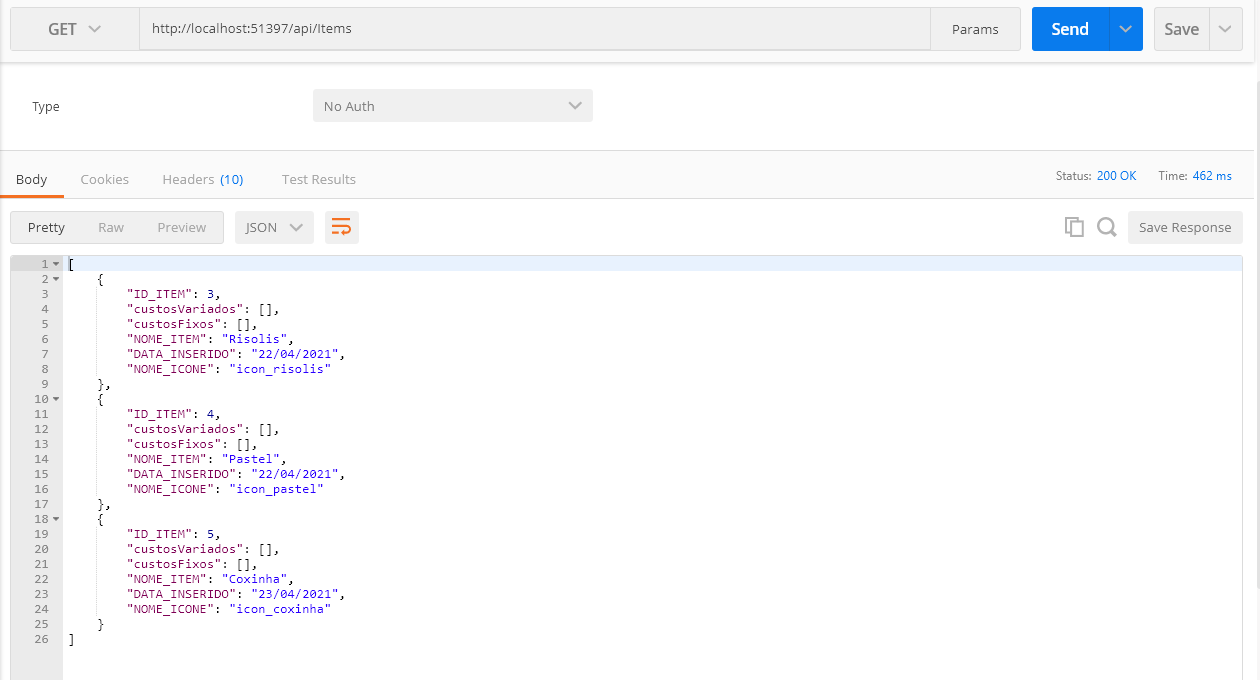 GET http://localhost:51397/api/Items Params Send Save
Type No Auth
Body Cookies Headers (10) Test Results Status: 200 OK Time: 462 ms
Pretty Raw Preview JSON Save Response
1 [
2 {
3 "ID_ITEM": 3,
4 "custosVariados": [],
5 "custosFixos": [],
6 "NOME_ITEM": "Risolis",
7 "DATA_INSERIDO": "22/04/2021",
8 "NOME_ICONE": "icon_risolis"
9 },
10 {
11 "ID_ITEM": 4,
12 "custosVariados": [],
13 "custosFixos": [],
14 "NOME_ITEM": "Pastel",
15 "DATA_INSERIDO": "22/04/2021",
16 "NOME_ICONE": "icon_pastel"
17 },
18 {
19 "ID_ITEM": 5,
20 "custosVariados": [],
21 "custosFixos": [],
22 "NOME_ITEM": "Coxinha",
23 "DATA_INSERIDO": "23/04/2021",
24 "NOME_ICONE": "icon_coxinha"
25 }
26 ]